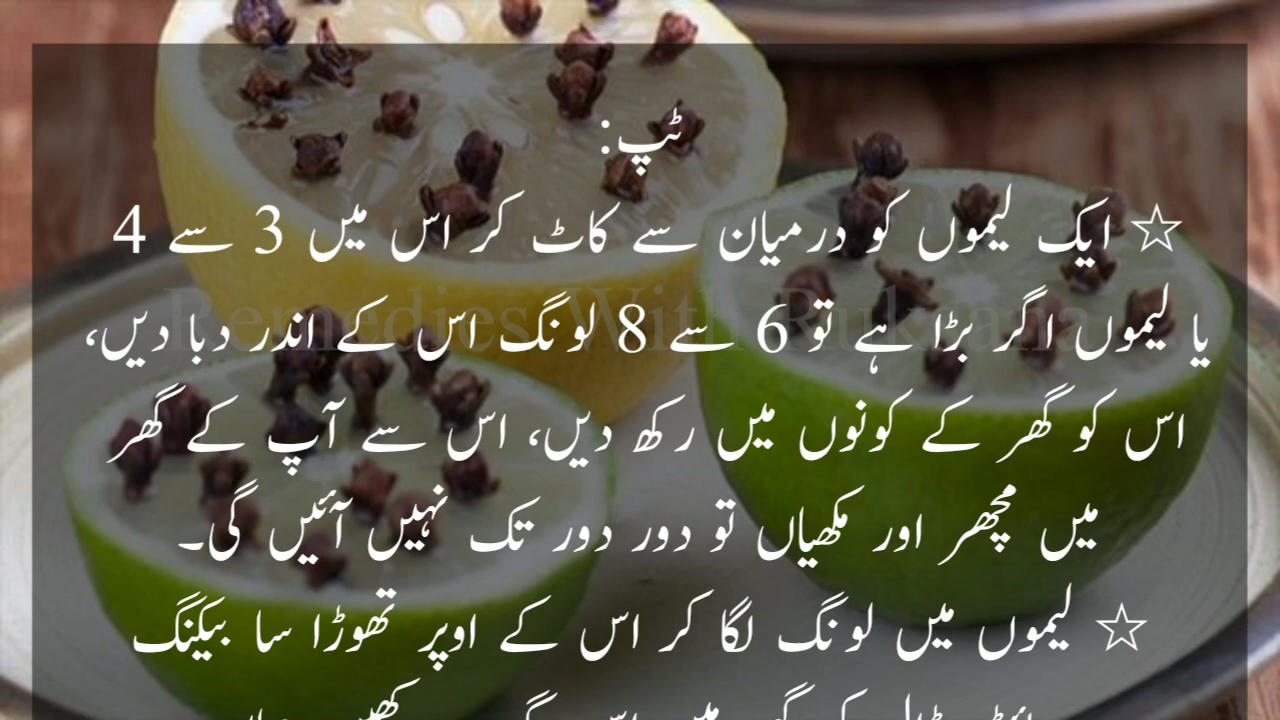 ٹپ:
☆ ایک لیموں کو درمیان سے کاٹ کر اس میں 3 سے 4
یا لیموں اگر بڑا ہے تو 6 سے 8 لونگ اس کے اندر دبا دیں،
اس کو گھر کے کونوں میں رکھ دیں، اس سے آپ کے گھر
میں مچھر اور مکھیاں تو دور دور تک نہیں آئیں گی۔
☆ لیموں میں لونگ لگا کر اس کے اوپر تھوڑا سا بیکنگ
Remedies With Rukhsana